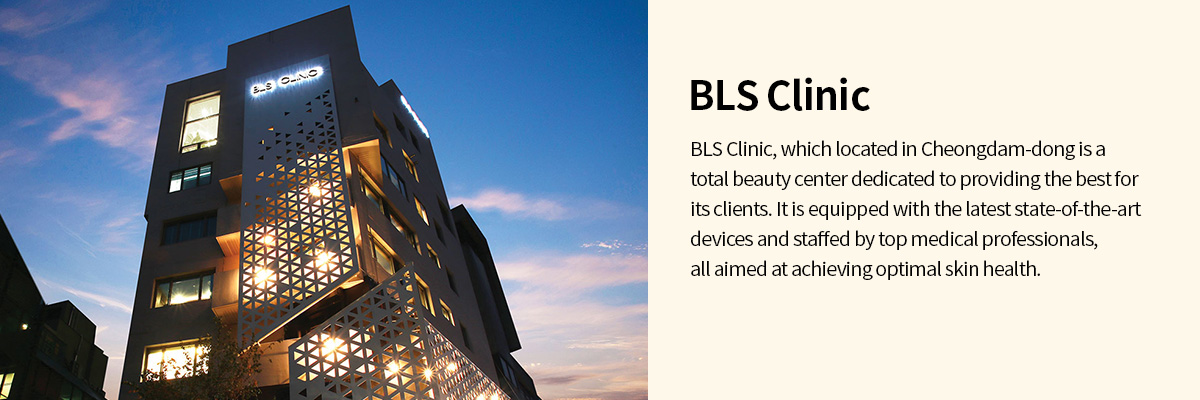 BLS CLINIC
BLS Clinic
BLS Clinic, which located in Cheongdam-dong is a
total beauty center dedicated to providing the best for
its clients. It is equipped with the latest state-of-the-art
devices and staffed by top medical professionals,
all aimed at achieving optimal skin health.